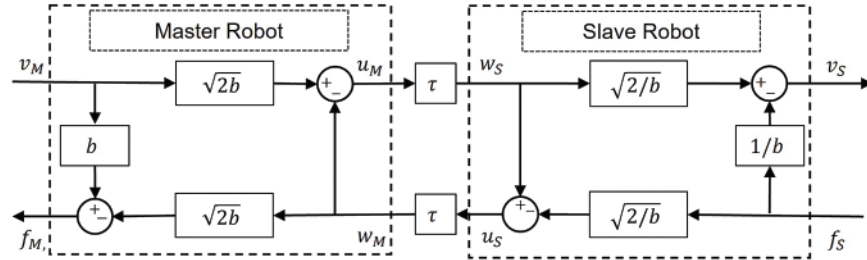 Master Robot
Slave Robot
v_M
√2b
+
−
u_M
τ
w_S
√2/b
+
−
v_S
b
1/b
+
−
√2b
τ
+
−
√2/b
f_M,
w_M
u_S
f_S